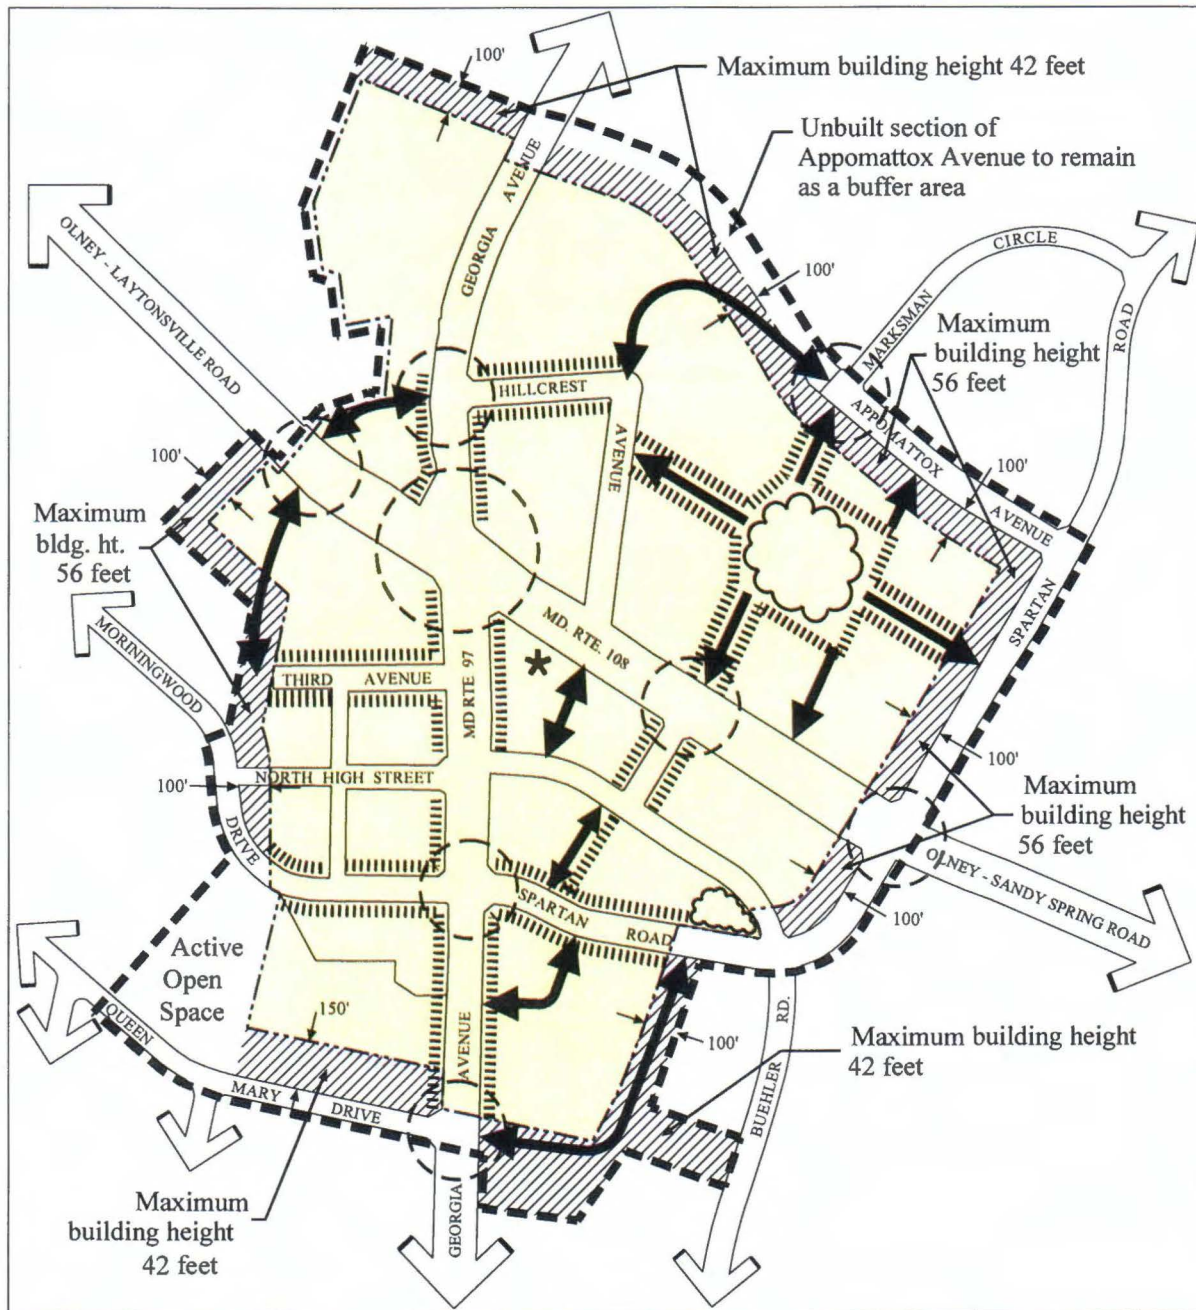 100'
Maximum building height 42 feet
Unbuilt section of
Appomattox Avenue to remain
as a buffer area
GEORGIA AVENUE
OLNEY - LAYTONSVILLE ROAD
MARKSMAN CIRCLE
ROAD
100'
Maximum
building height
56 feet
HILLCREST
AVENUE
APPOMATTOX AVENUE
100'
100'
Maximum
bldg. ht.
56 feet
SPARTAN
MORININGWOOD
DRIVE
MD. RTE. 108
*
THIRD AVENUE
MD RTE 97
NORTH HIGH STREET
100'
100'
Maximum
building height
56 feet
OLNEY - SANDY SPRING ROAD
100'
SPARTAN ROAD
Active
Open
Space
150'
QUEEN
MARY DRIVE
AVENUE
100'
BUEHLER RD.
Maximum building height
42 feet
GEORGIA
Maximum
building height
42 feet